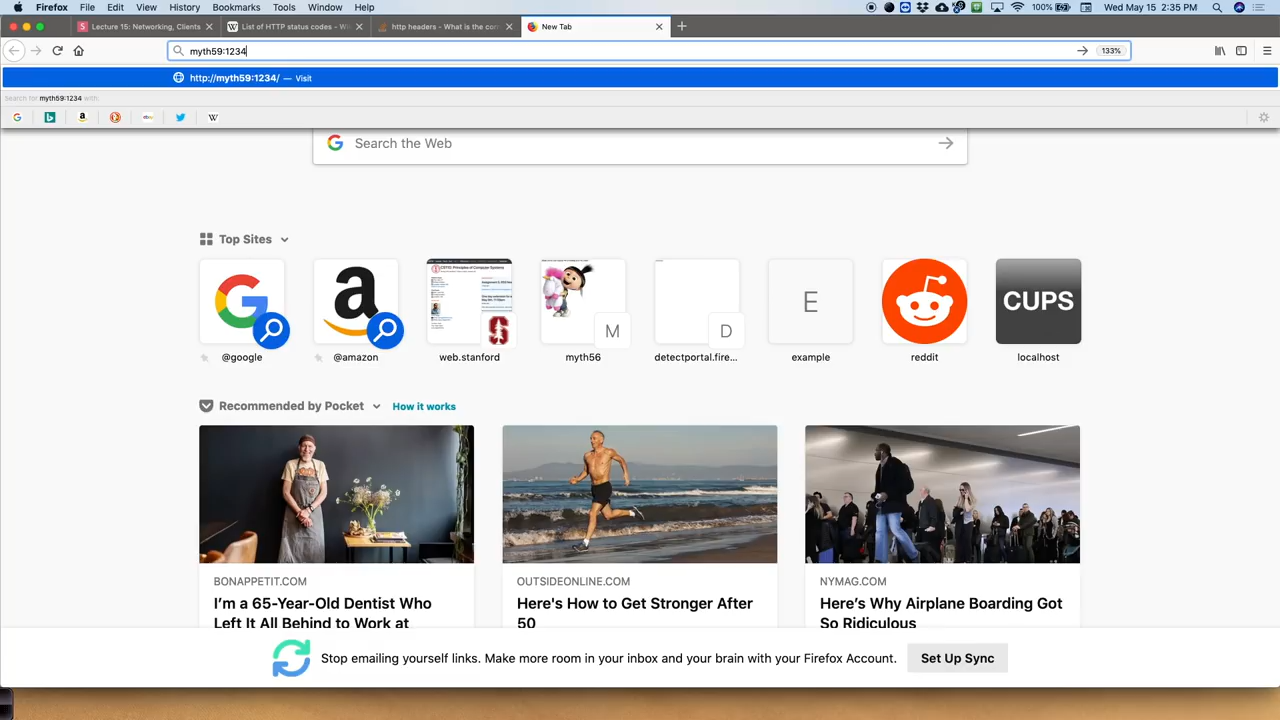 Firefox File Edit View History Bookmarks Tools Window Help
100% Wed May 15 2:35 PM
Lecture 15: Networking, Clients
List of HTTP status codes - Wi
http headers - What is the cor
New Tab
myth59:1234
133%
http://myth59:1234/ — Visit
Search for myth59:1234 with:
Search the Web
Top Sites
@google
@amazon
web.stanford
M
myth56
D
detectportal.fire...
E
example
reddit
CUPS
localhost
Recommended by Pocket
How it works
BONAPPETIT.COM
I'm a 65-Year-Old Dentist Who
Left It All Behind to Work at
OUTSIDEONLINE.COM
Here's How to Get Stronger After
50
NYMAG.COM
Here's Why Airplane Boarding Got
So Ridiculous
Stop emailing yourself links. Make more room in your inbox and your brain with your Firefox Account.
Set Up Sync